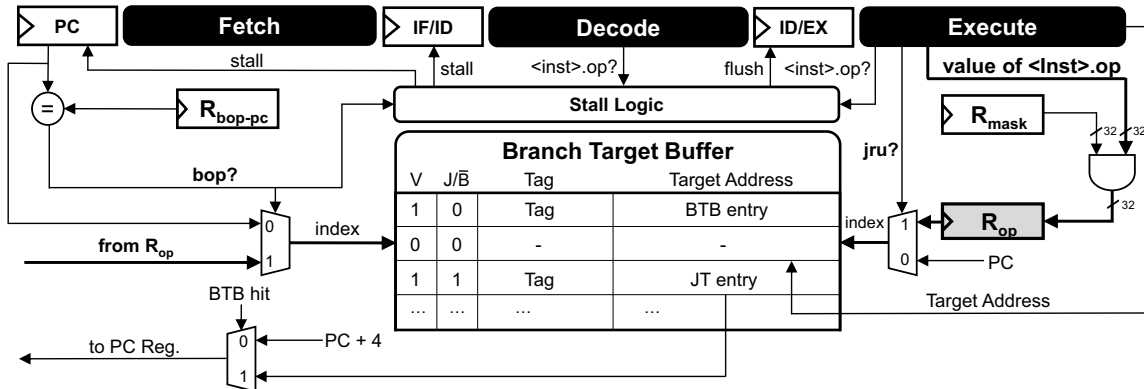 PC
Fetch
IF/ID
Decode
ID/EX
Execute
stall
stall
<inst>.op?
flush
<inst>.op?
value of <Inst>.op
=
R_bop-pc
Stall Logic
R_mask
32
32
Branch Target Buffer
jru?
bop?
V J/B̅ Tag Target Address
32
1 0 Tag BTB entry
0
index
index
1
R_op
from R_op
0 0 - -
1
0
PC
1 1 Tag JT entry
BTB hit
... ... ... ...
Target Address
0
PC + 4
to PC Reg.
1